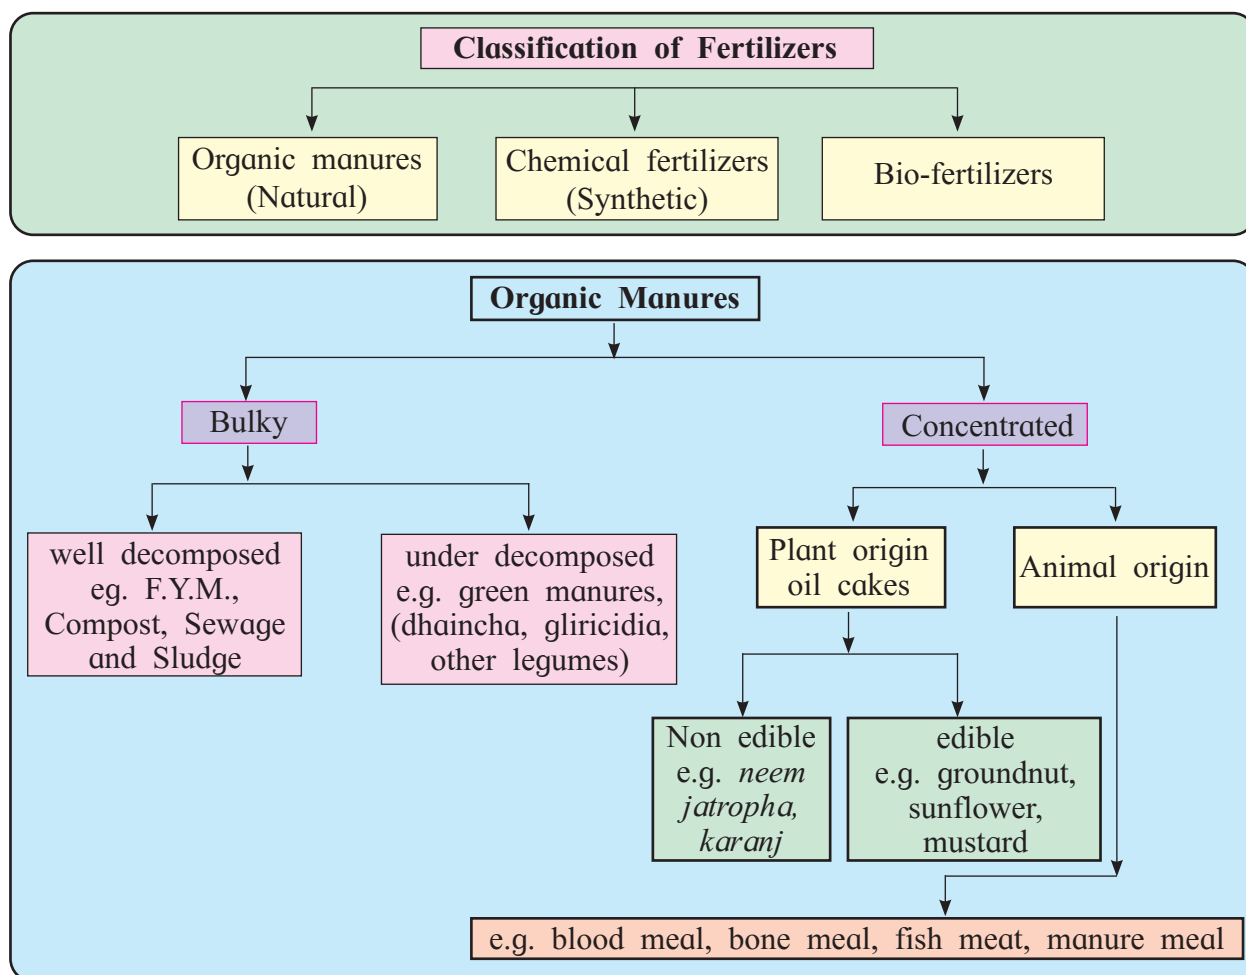 Classification of Fertilizers
Organic manures
(Natural)
Chemical fertilizers
(Synthetic)
Bio-fertilizers
Organic Manures
Bulky
Concentrated
well decomposed
eg. F.Y.M.,
Compost, Sewage
and Sludge
under decomposed
e.g. green manures,
(dhaincha, gliricidia,
other legumes)
Plant origin
oil cakes
Animal origin
Non edible
e.g. neem
jatropha,
karanj
edible
e.g. groundnut,
sunflower,
mustard
e.g. blood meal, bone meal, fish meat, manure meal